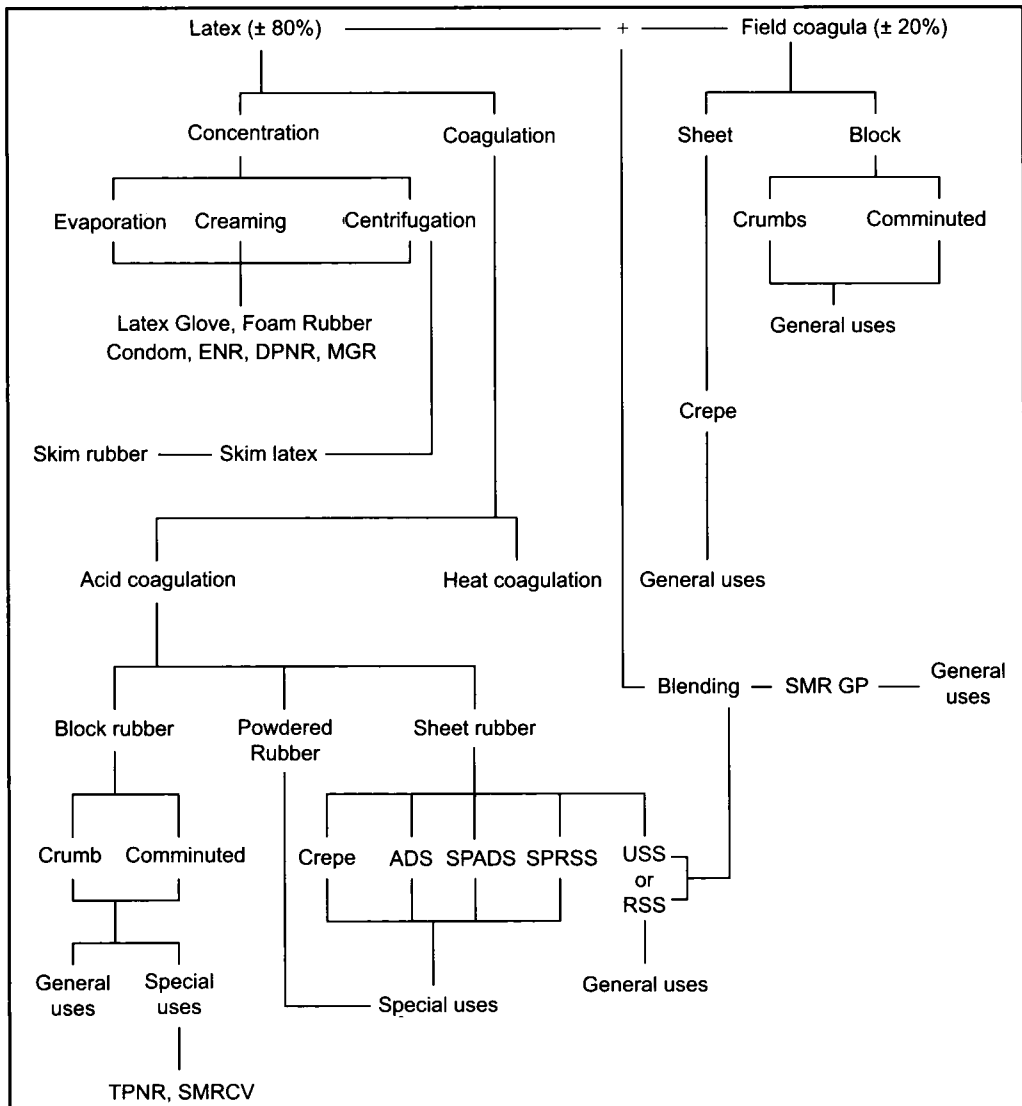 Latex (± 80%) + Field coagula (± 20%)
Concentration Coagulation Sheet Block
Evaporation Creaming Centrifugation Crumbs Comminuted
Latex Glove, Foam Rubber
Condom, ENR, DPNR, MGR
General uses
Crepe
Skim rubber Skim latex
Acid coagulation Heat coagulation General uses
Blending SMR GP General
uses
Block rubber Powdered
Rubber Sheet rubber
Crumb Comminuted Crepe ADS SPADS SPRSS USS
or
RSS
General
uses Special
uses Special uses General uses
TPNR, SMRCV